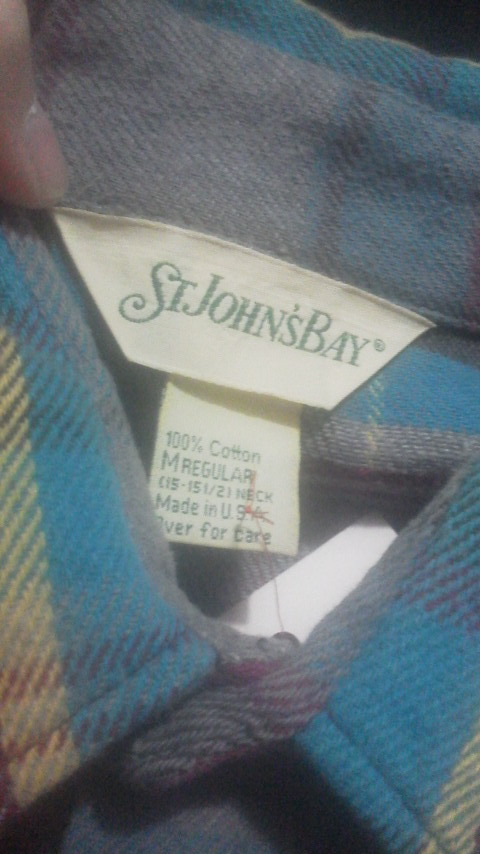 ST. JOHN'S BAY®
100% Cotton
M REGULAR
(15-15 1/2) NECK
Made in U.S.A.
Over for Care